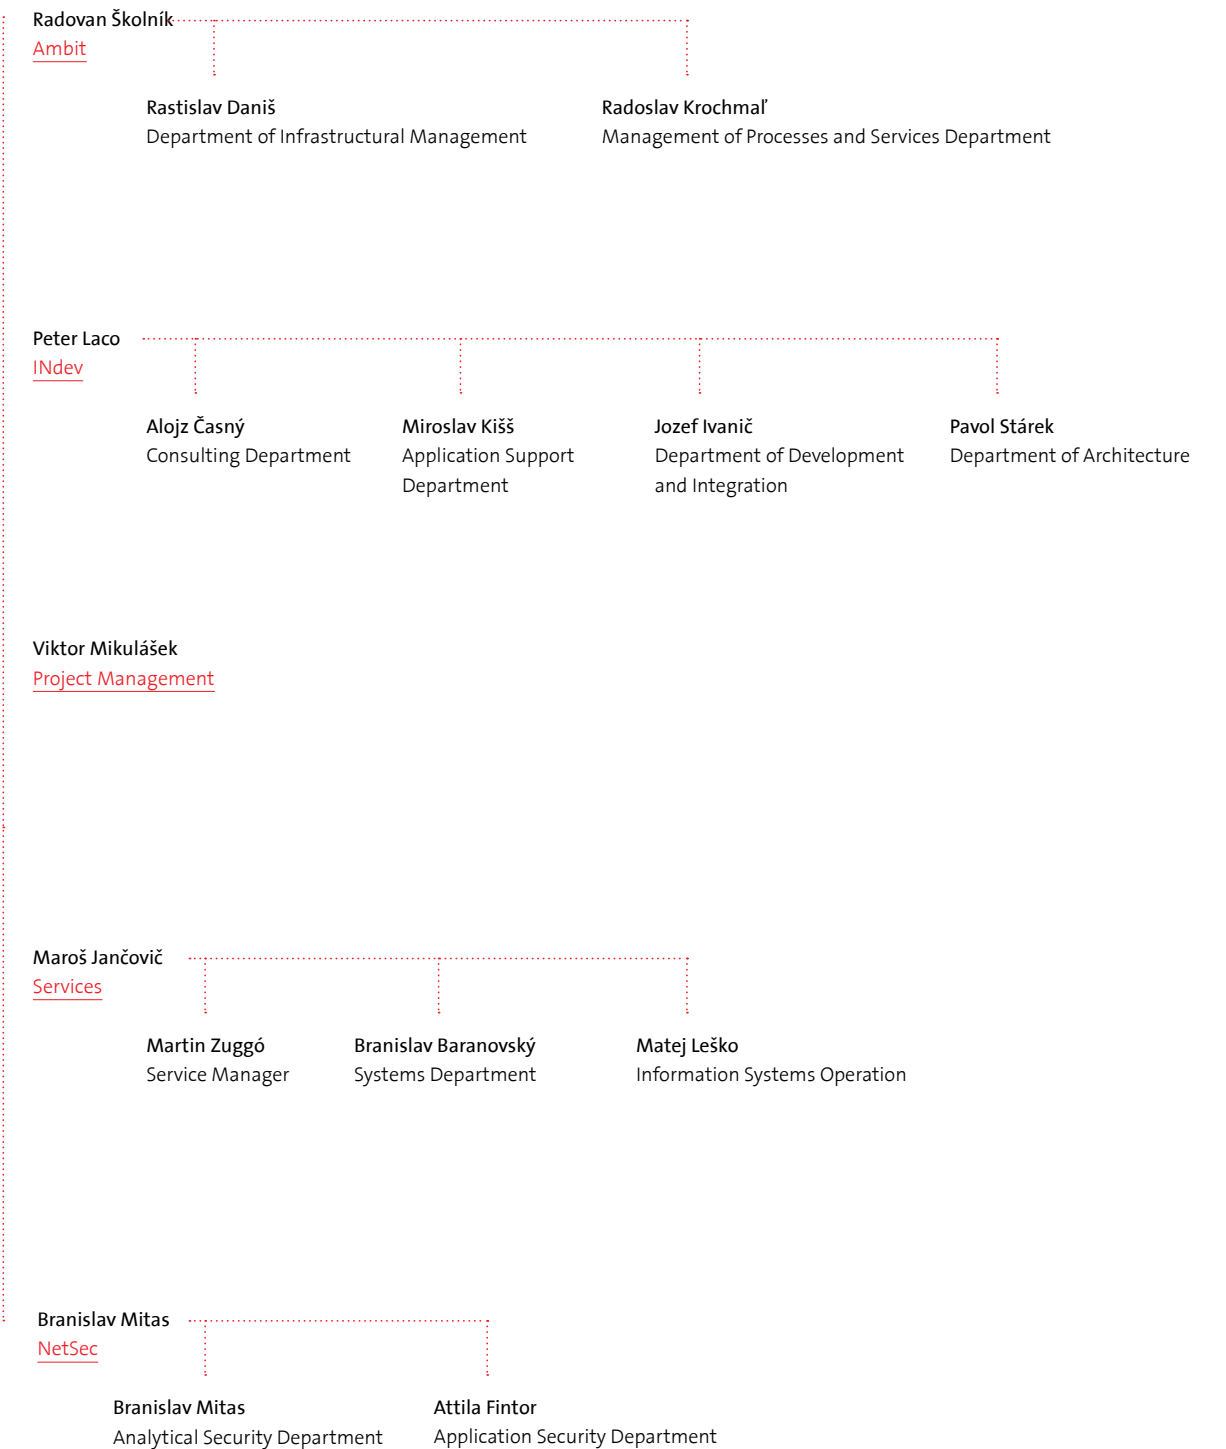 Radovan Školník
Ambit
Rastislav Daniš
Department of Infrastructural Management
Radoslav Krochmaľ
Management of Processes and Services Department
Peter Laco
INdev
Alojz Časný
Consulting Department
Miroslav Kišš
Application Support
Department
Jozef Ivanič
Department of Development
and Integration
Pavol Stárek
Department of Architecture
Viktor Mikulášek
Project Management
Maroš Jančovič
Services
Martin Zuggó
Service Manager
Branislav Baranovský
Systems Department
Matej Leško
Information Systems Operation
Branislav Mitas
NetSec
Branislav Mitas
Analytical Security Department
Attila Fintor
Application Security Department